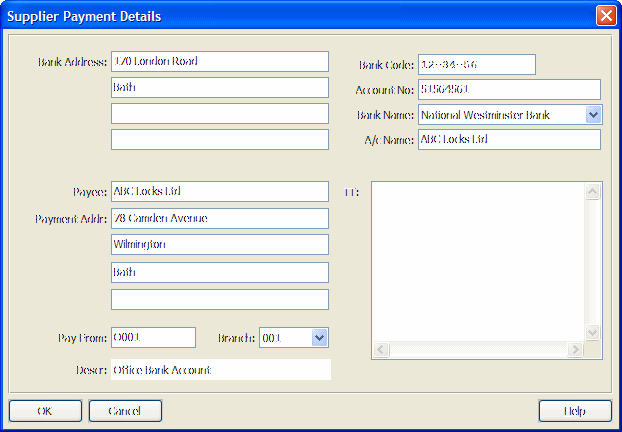 Supplier Payment Details
Bank Address: 170 London Road
Bath
Bank Code: 12--34--56
Account No: 51564561
Bank Name: National Westminster Bank
A/c Name: ABC Locks Ltd
Payee: ABC Locks Ltd
Payment Addr: 78 Camden Avenue
Wilmington
Bath
TT:
Pay From: O001 Branch: 001
Descr: Office Bank Account
OK Cancel Help